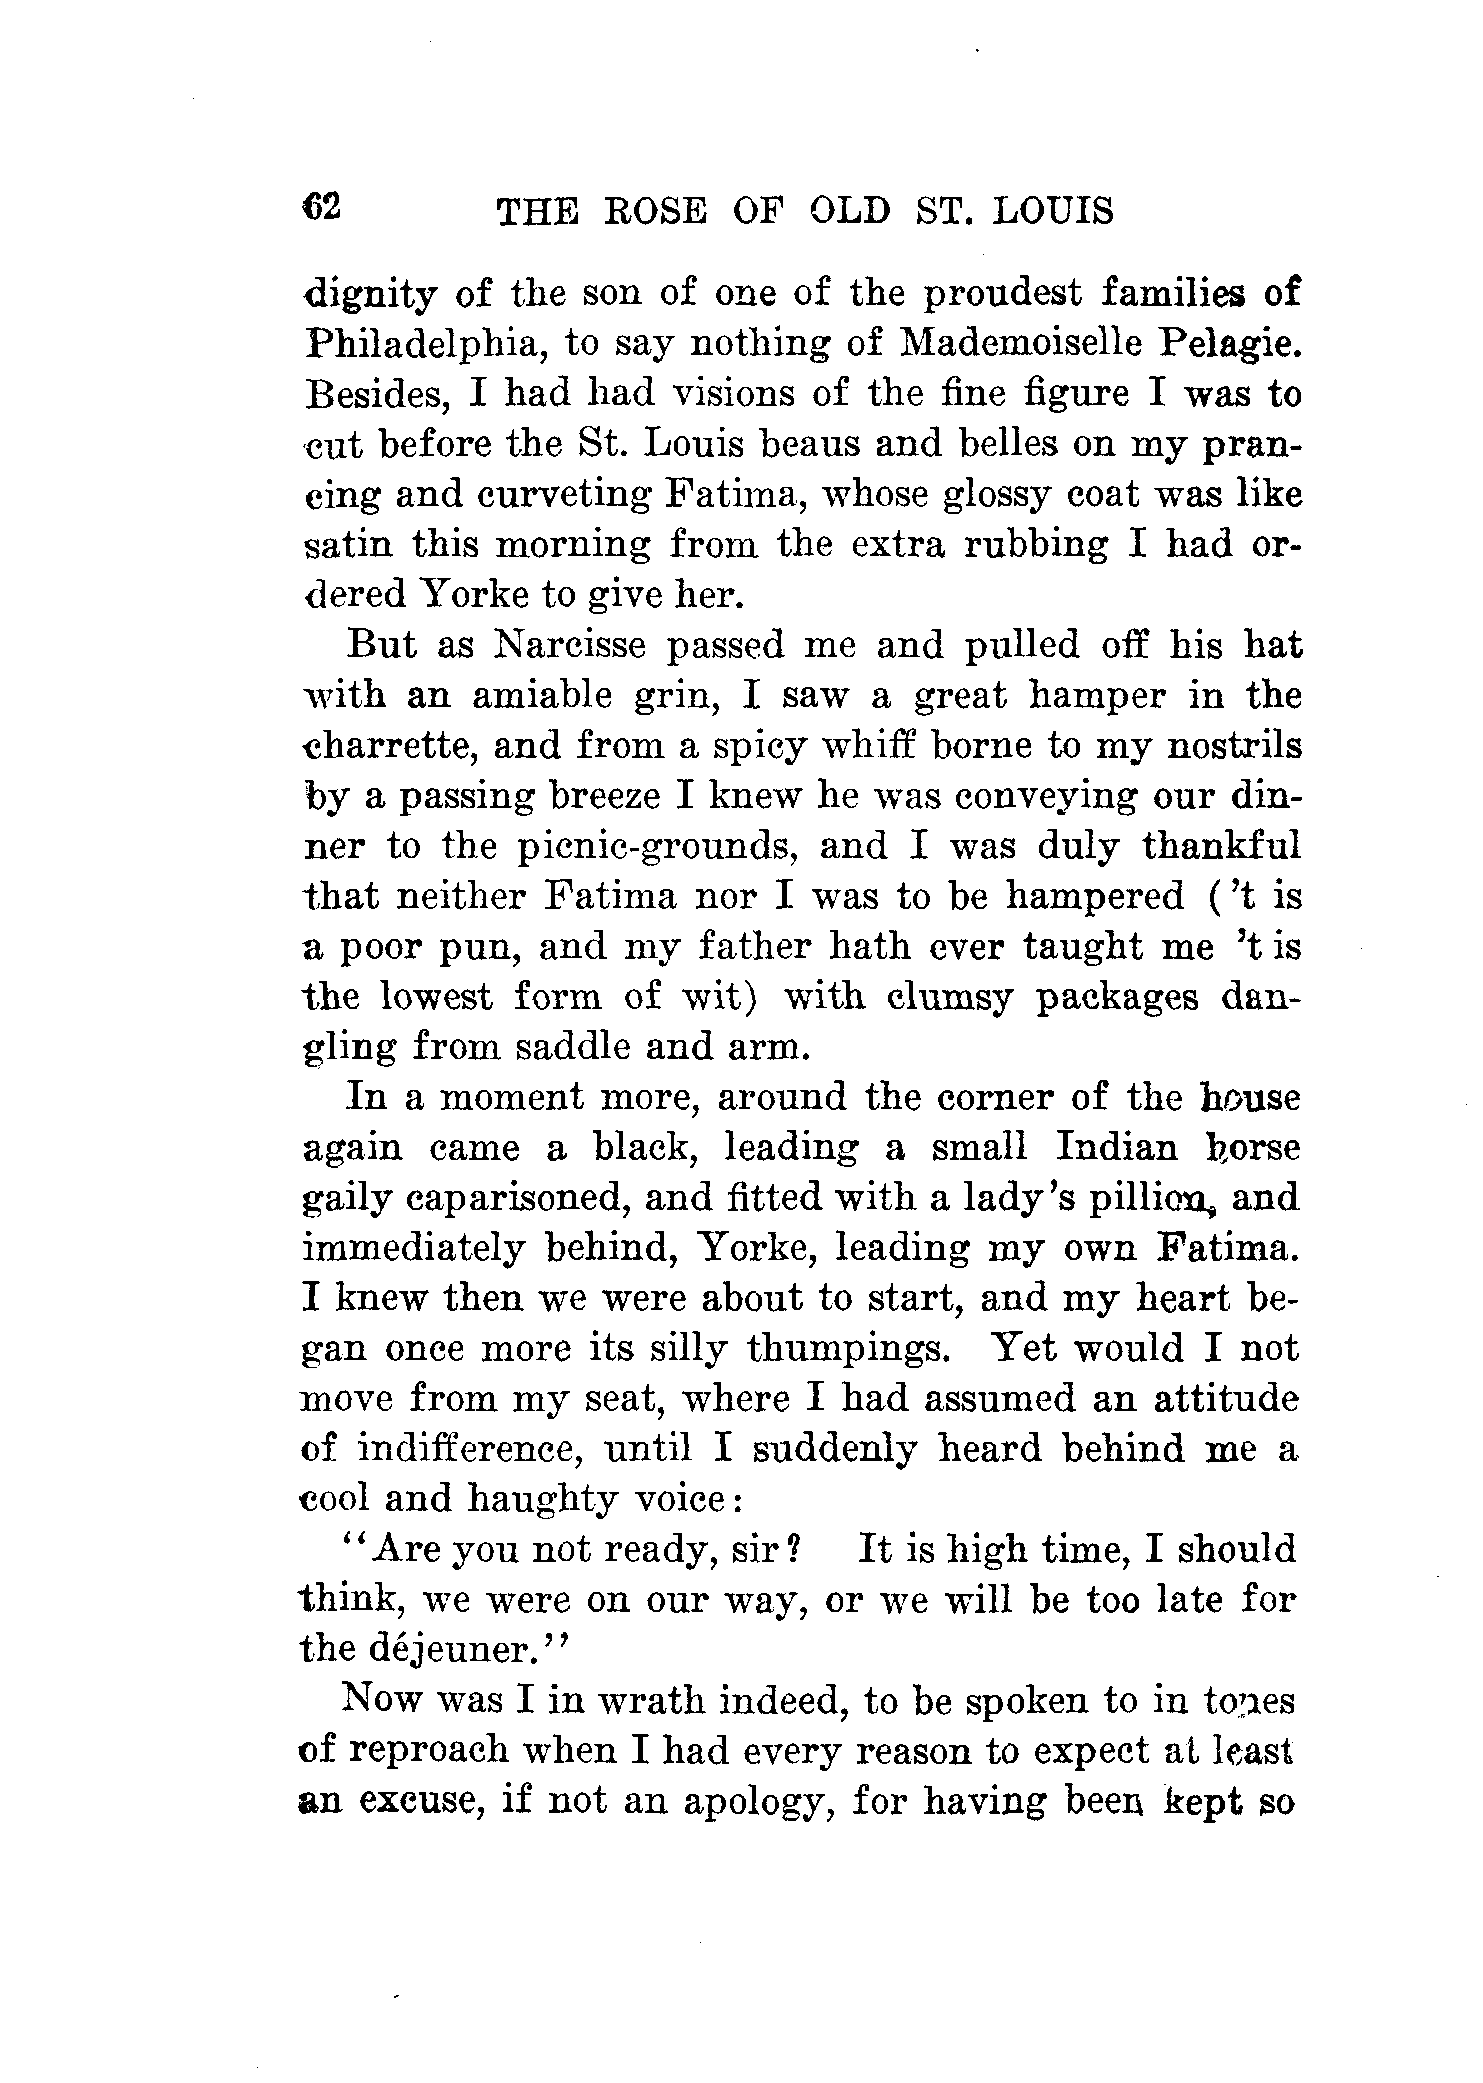 62 THE ROSE OF OLD ST. LOUIS
dignity of the son of one of the proudest families of
Philadelphia, to say nothing of Mademoiselle Pelagie.
Besides, I had had visions of the fine figure I was to
cut before the St. Louis beaus and belles on my pran-
cing and curveting Fatima, whose glossy coat was like
satin this morning from the extra rubbing I had or-
dered Yorke to give her.
But as Narcisse passed me and pulled off his hat
with an amiable grin, I saw a great hamper in the
charrette, and from a spicy whiff borne to my nostrils
by a passing breeze I knew he was conveying our din-
ner to the picnic-grounds, and I was duly thankful
that neither Fatima nor I was to be hampered ('t is
a poor pun, and my father hath ever taught me 't is
the lowest form of wit) with clumsy packages dan-
gling from saddle and arm.
In a moment more, around the corner of the house
again came a black, leading a small Indian horse
gaily caparisoned, and fitted with a lady's pillion, and
immediately behind, Yorke, leading my own Fatima.
I knew then we were about to start, and my heart be-
gan once more its silly thumpings. Yet would I not
move from my seat, where I had assumed an attitude
of indifference, until I suddenly heard behind me a
cool and haughty voice:
"Are you not ready, sir? It is high time, I should
think, we were on our way, or we will be too late for
the déjeuner."
Now was I in wrath indeed, to be spoken to in tones
of reproach when I had every reason to expect at least
an excuse, if not an apology, for having been kept so